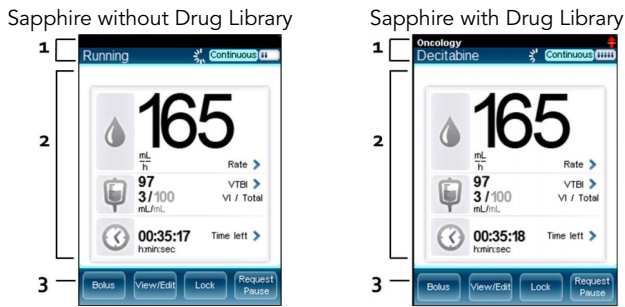 Sapphire without Drug Library
1
Running
Continuous
2
165
mL
h
Rate
97
VTBI
3/100
VI / Total
mL/mL
00:35:17
Time left
h:min:sec
3
Bolus
View/Edit
Lock
Request
Pause
Sapphire with Drug Library
1
Oncology
Decitabine
Continuous
2
165
mL
h
Rate
97
VTBI
3/100
VI / Total
mL/mL
00:35:18
Time left
h:min:sec
3
Bolus
View/Edit
Lock
Request
Pause